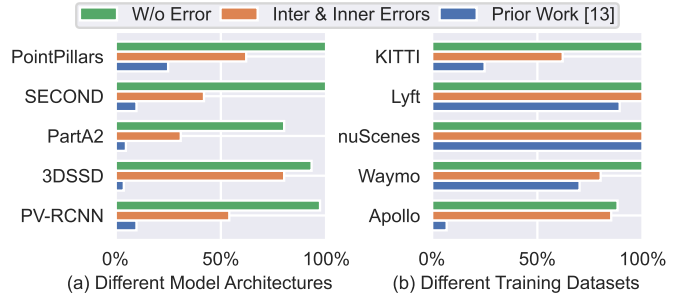 W/o Error Inter & Inner Errors Prior Work [13]
PointPillars
SECOND
PartA2
3DSSD
PV-RCNN
0% 50% 100%
(a) Different Model Architectures
KITTI
Lyft
nuScenes
Waymo
Apollo
0% 50% 100%
(b) Different Training Datasets